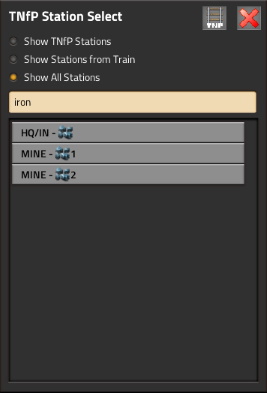 TNfP Station Select
TNfP
Show TNfP Stations
Show Stations from Train
Show All Stations
iron
HQ/IN -
MINE - 1
MINE - 2